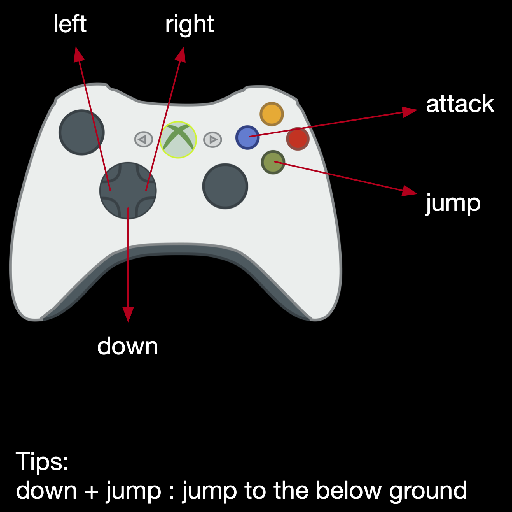 left
right
attack
jump
down
Tips:
down + jump : jump to the below ground